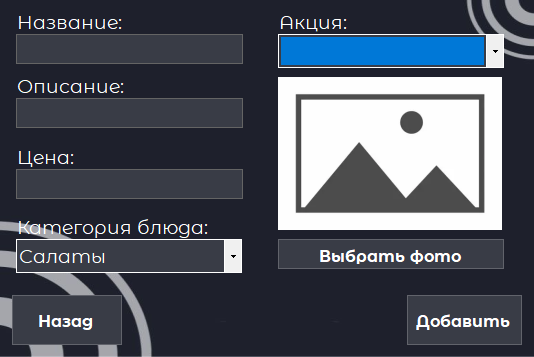 Название:
Акция:
Описание:
Цена:
Категория блюда:
Салаты
Выбрать фото
Назад
Добавить